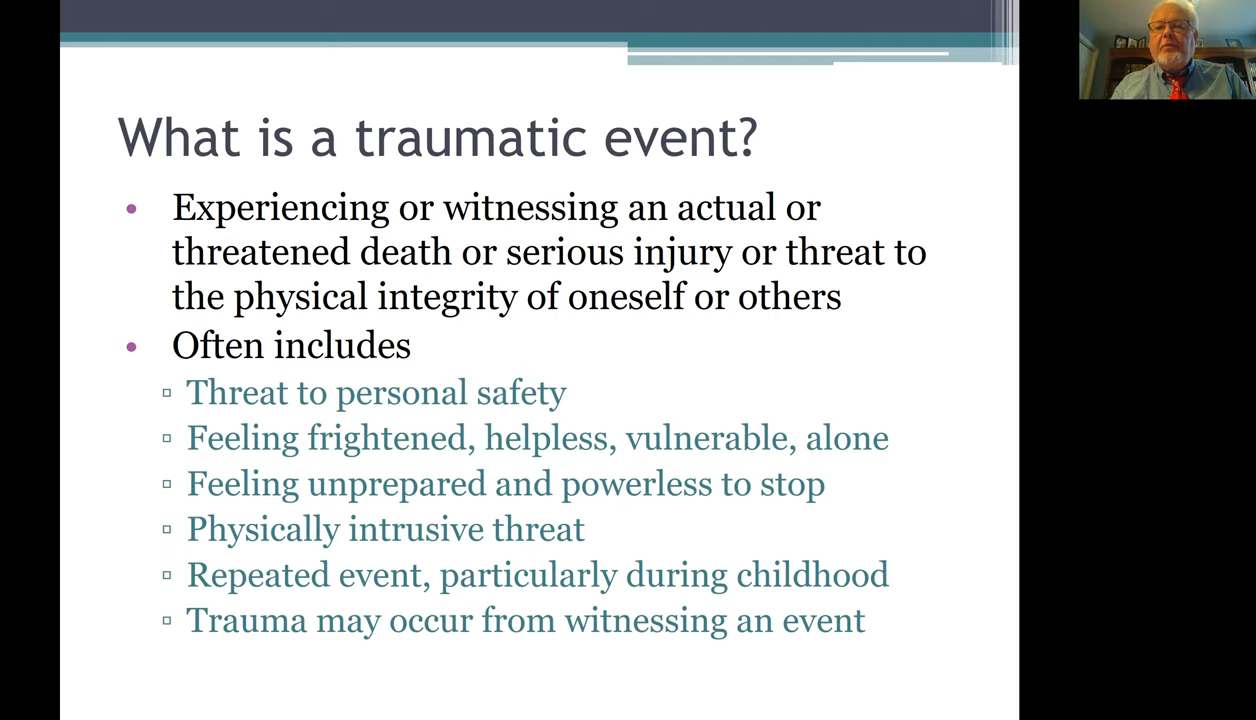 What is a traumatic event?
• Experiencing or witnessing an actual or
threatened death or serious injury or threat to
the physical integrity of oneself or others
• Often includes
▫ Threat to personal safety
▫ Feeling frightened, helpless, vulnerable, alone
▫ Feeling unprepared and powerless to stop
▫ Physically intrusive threat
▫ Repeated event, particularly during childhood
▫ Trauma may occur from witnessing an event